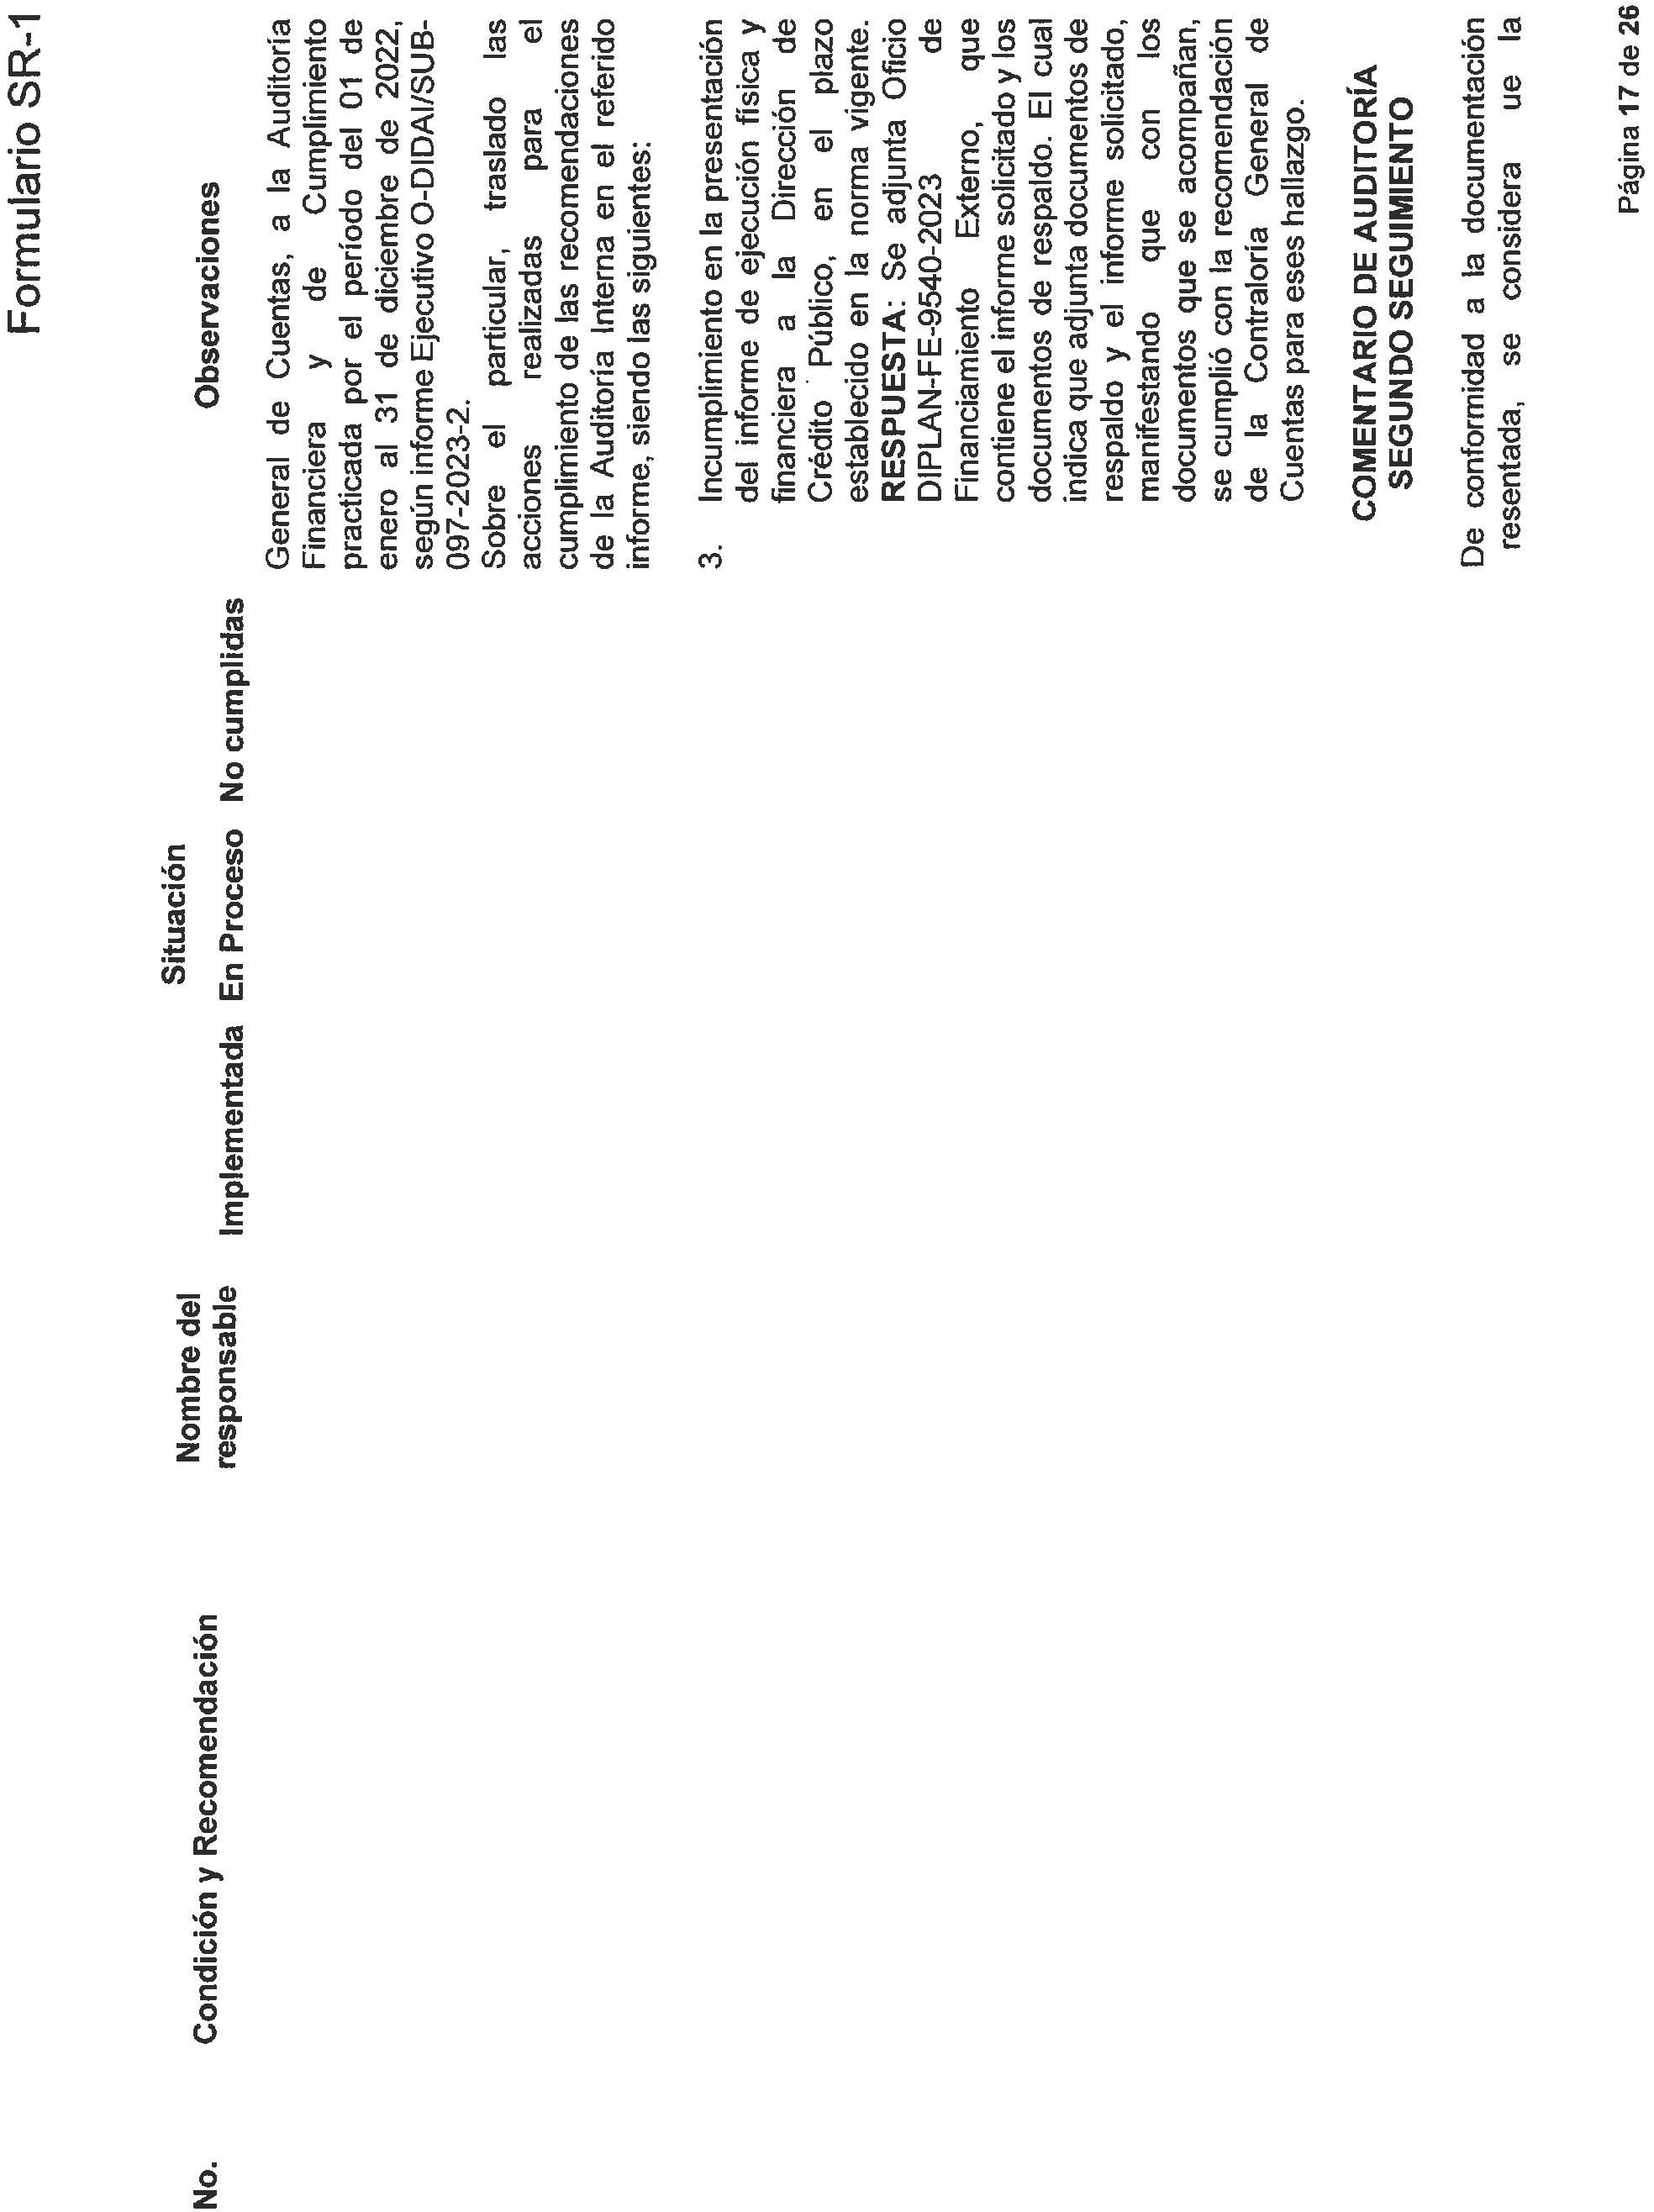 Formulario SR-1
No. Condición y Recomendación
Nombre del
responsable
Situación
Implementada En Proceso No cumplidas
Observaciones
General de Cuentas, a la Auditoría
Financiera y de Cumplimiento
practicada por el período del 01 de
enero al 31 de diciembre de 2022,
según informe Ejecutivo O-DIDAI/SUB-
097-2023-2.
Sobre el particular, traslado las
acciones realizadas para el
cumplimiento de las recomendaciones
de la Auditoría Interna en el referido
informe, siendo las siguientes:
3. Incumplimiento en la presentación
del informe de ejecución física y
financiera a la Dirección de
Crédito Público, en el plazo
establecido en la norma vigente.
RESPUESTA: Se adjunta Oficio
DIPLAN-FE-9540-2023 de
Financiamiento Externo, que
contiene el informe solicitado y los
documentos de respaldo. El cual
indica que adjunta documentos de
respaldo y el informe solicitado,
manifestando que con los
documentos que se acompañan,
se cumplió con la recomendación
de la Contraloría General de
Cuentas para eses hallazgo.
COMENTARIO DE AUDITORÍA
SEGUNDO SEGUIMIENTO
De conformidad a la documentación
resentada, se considera ue la
Página 17 de 26